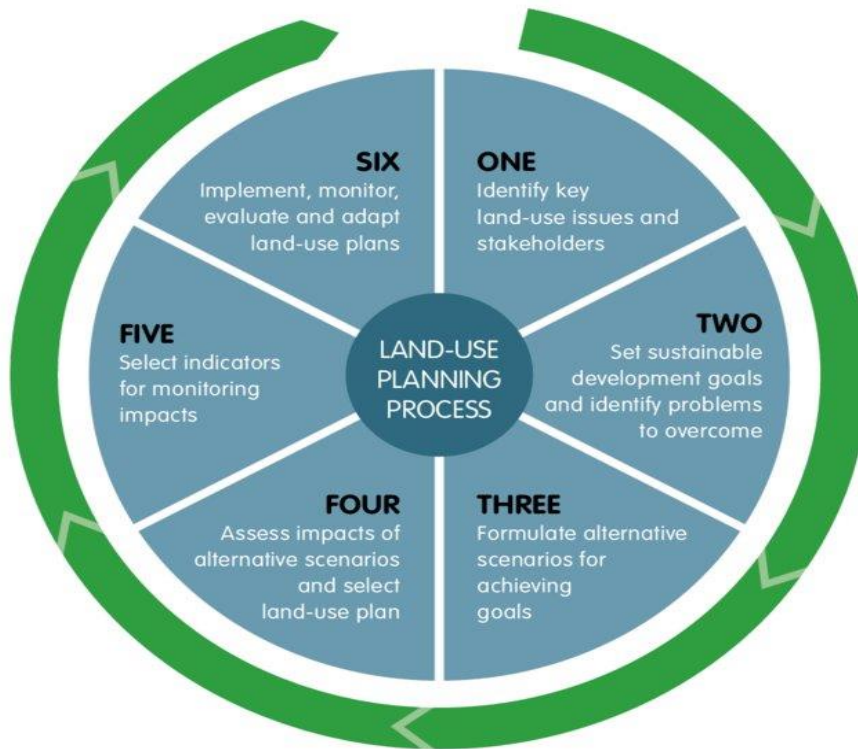 LAND-USE
PLANNING
PROCESS
ONE
Identify key
land-use issues and
stakeholders
TWO
Set sustainable
development goals
and identify problems
to overcome
THREE
Formulate alternative
scenarios for
achieving
goals
FOUR
Assess impacts of
alternative scenarios
and select
land-use plan
FIVE
Select indicators
for monitoring
impacts
SIX
Implement, monitor,
evaluate and adapt
land-use plans